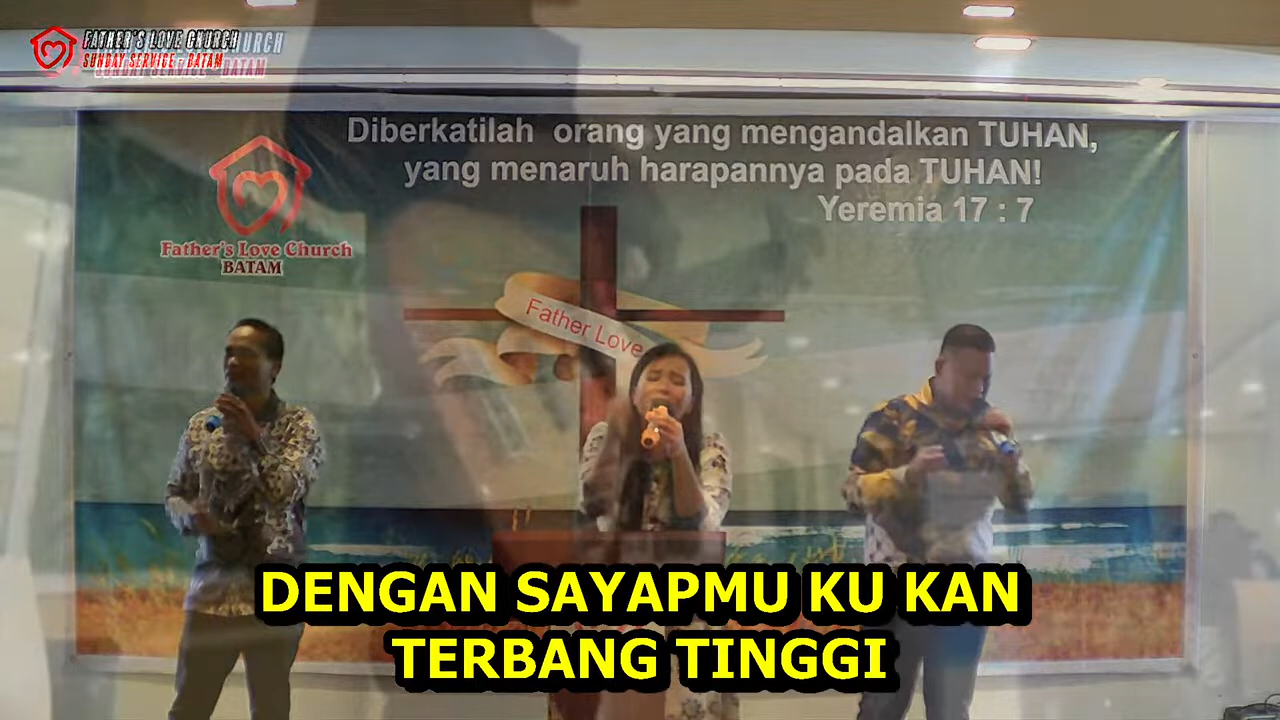 FATHER'S LOVE CHURCH
SUNDAY SERVICE - BATAM
Diberkatilah orang yang mengandalkan TUHAN,
yang menaruh harapannya pada TUHAN!
Yeremia 17 : 7
Father's Love Church
BATAM
Father Love
DENGAN SAYAPMU KU KAN
TERBANG TINGGI